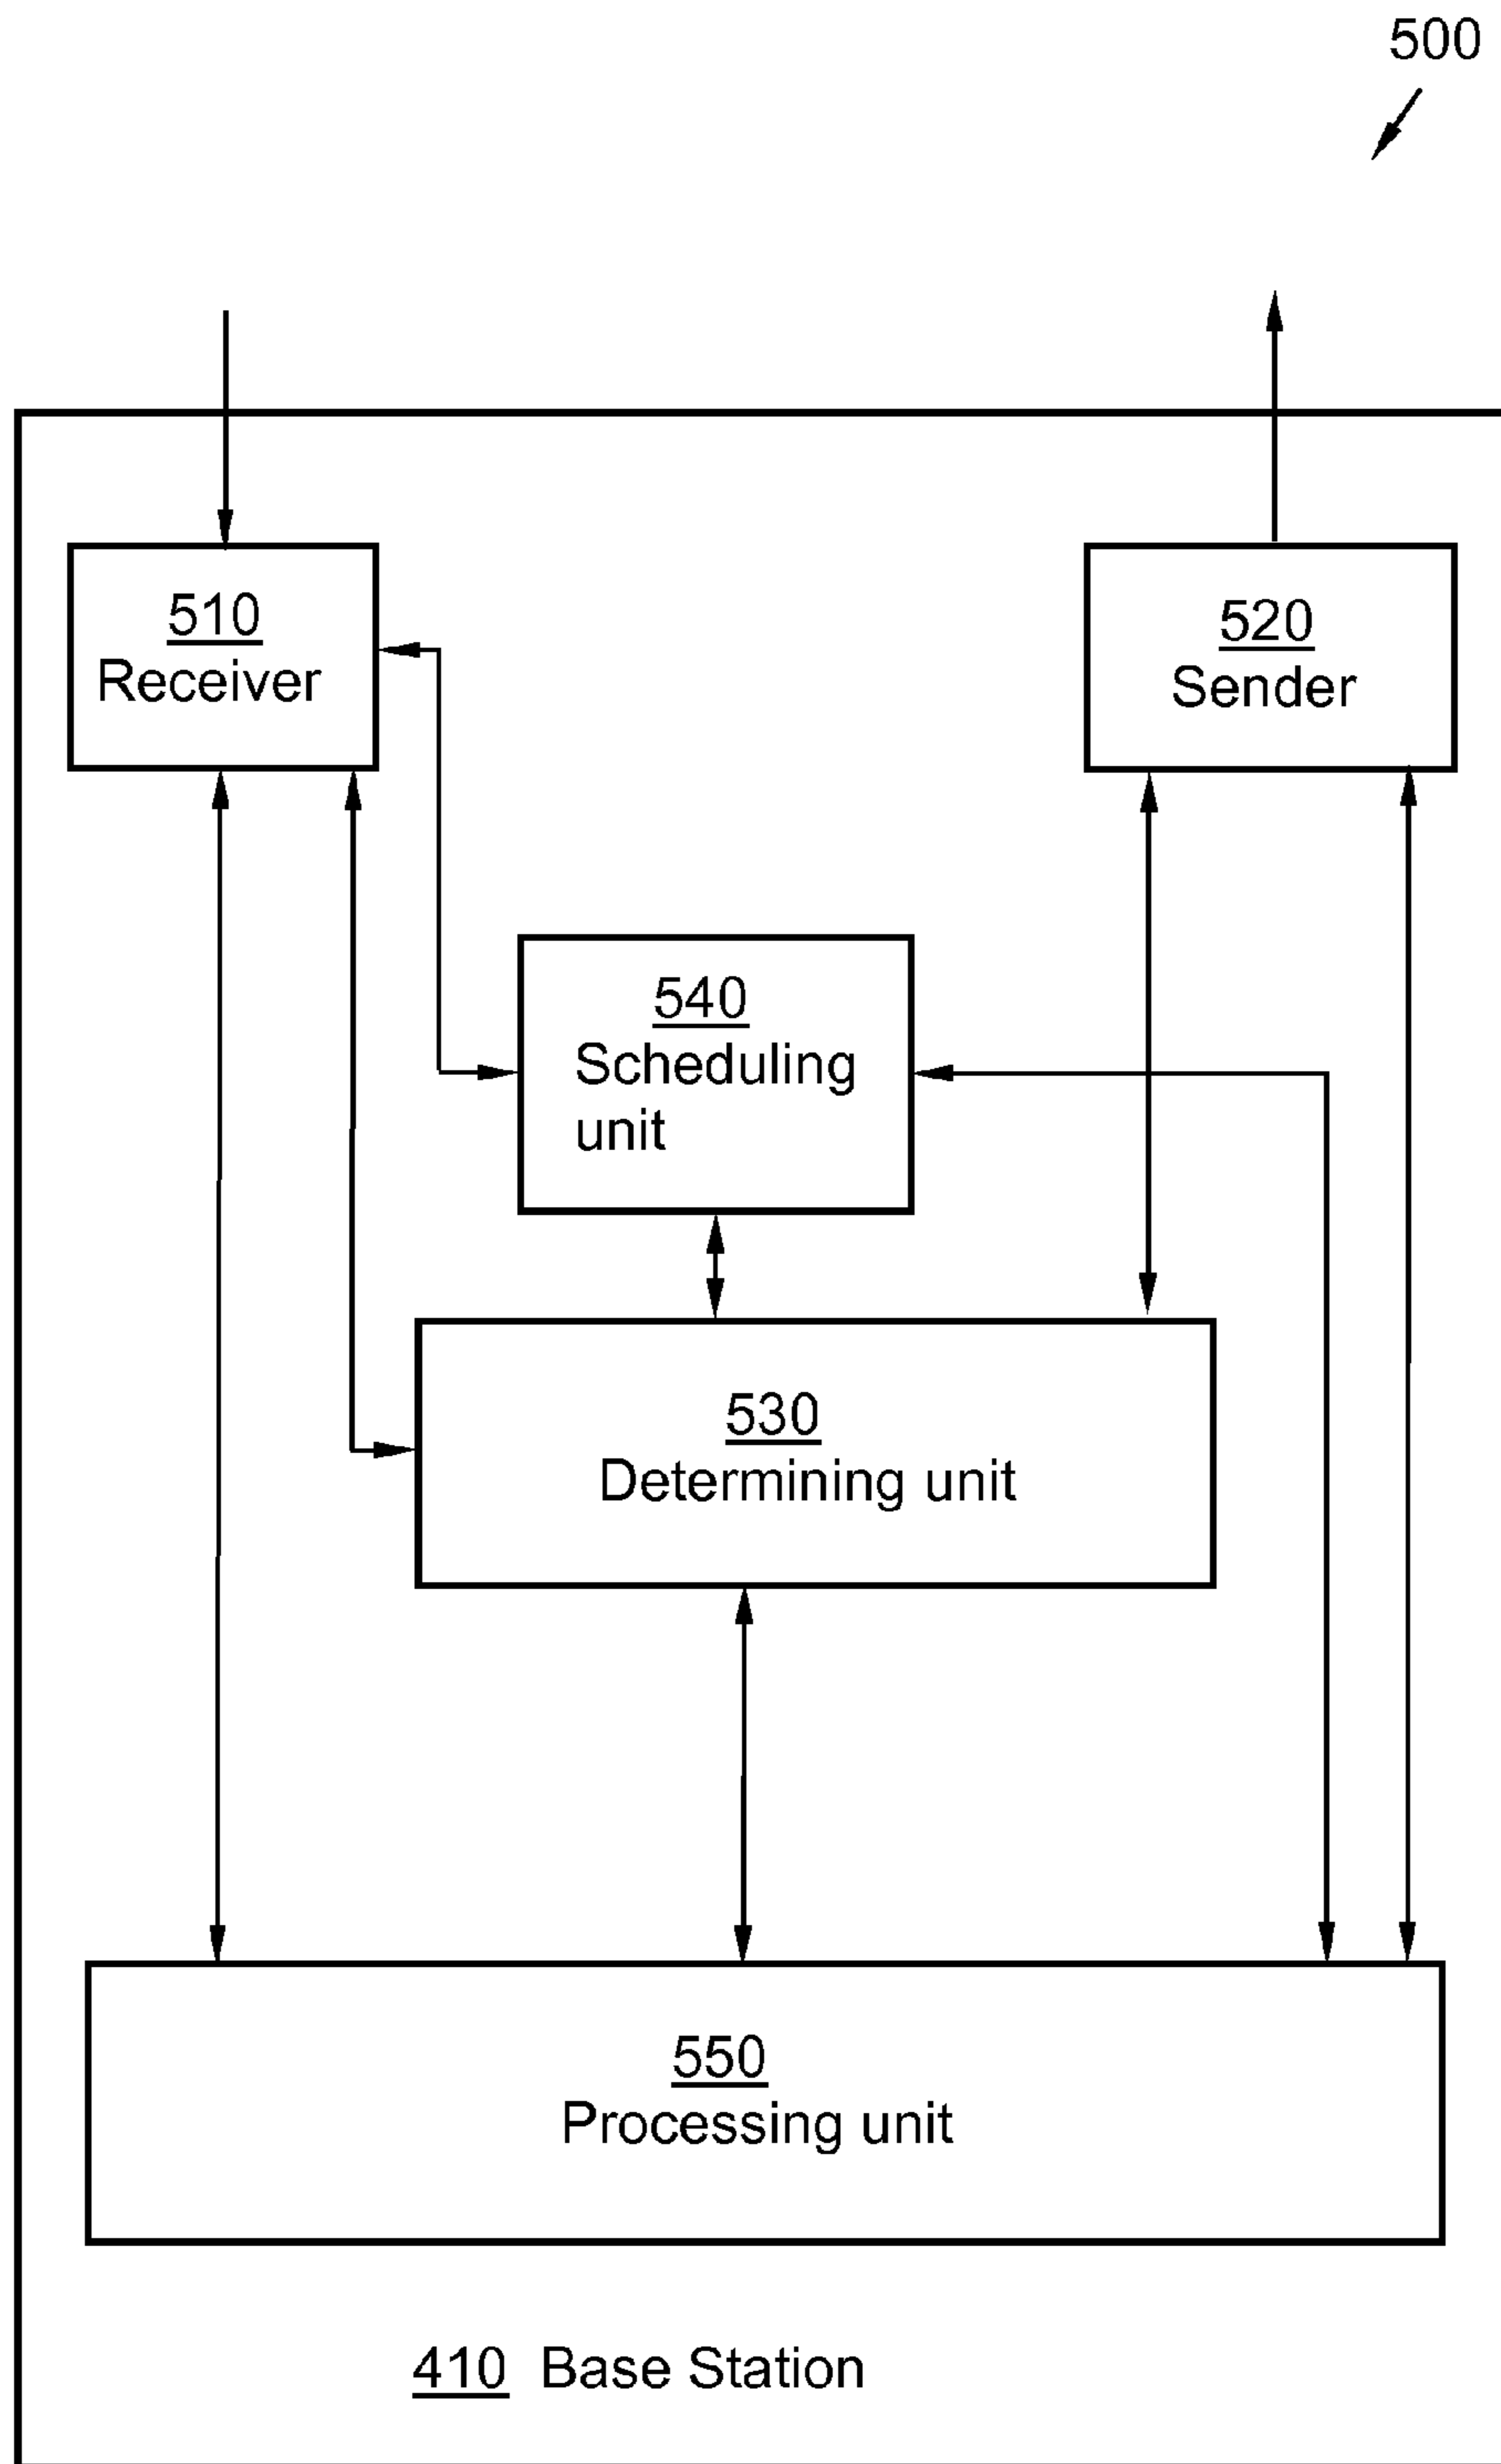 500
510
Receiver
520
Sender
540
Scheduling
unit
530
Determining unit
550
Processing unit
410 Base Station